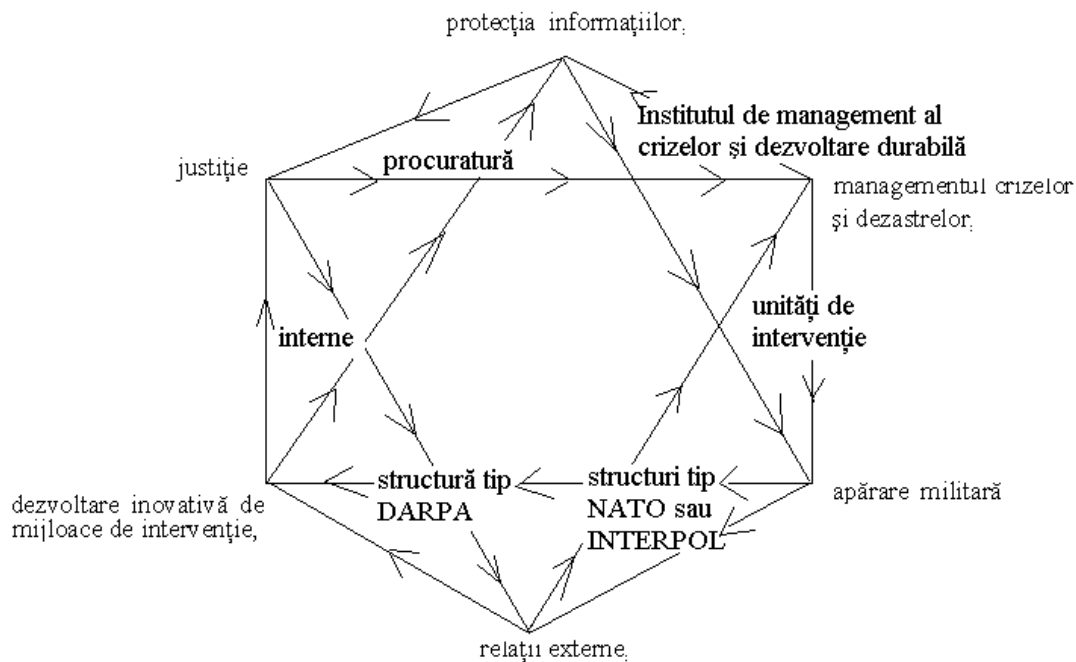 protecția informațiilor,
Institutul de management al
crizelor și dezvoltare durabilă
procuratură
justiție
managementul crizelor
și dezastrelor,
interne
unități de
intervenție
structură tip
DARPA
structuri tip
NATO sau
INTERPOL
dezvoltare inovativă de
mijloace de intervenție,
apărare militară
relații externe,